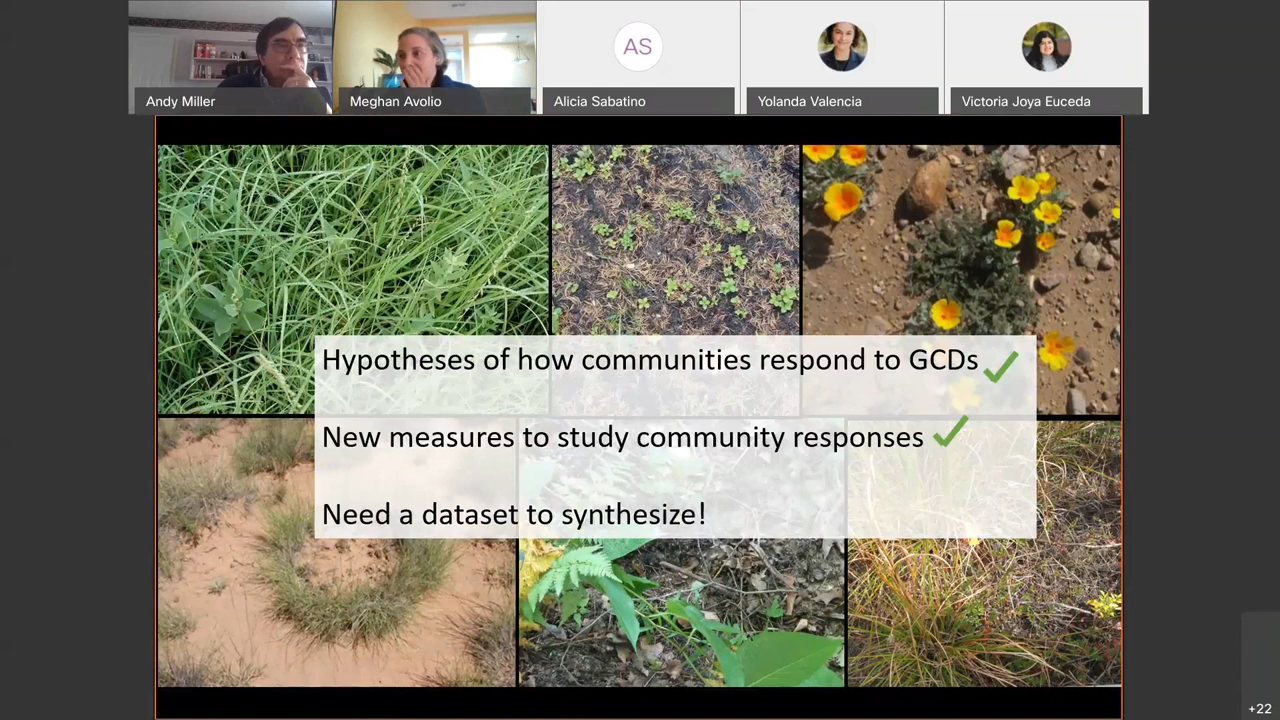 AS
Andy Miller
Meghan Avolio
Alicia Sabatino
Yolanda Valencia
Victoria Joya Euceda
Hypotheses of how communities respond to GCDs
New measures to study community responses
Need a dataset to synthesize!
+22